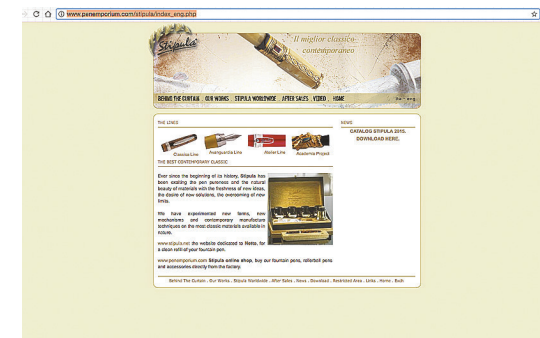 www.penemporium.com/stipula/index_eng.php
Stipula
Il miglior classico
contemporaneo
BEHIND THE CURTAIN . OUR WORKS . STIPULA WORLDWIDE . AFTER SALES . VIDEO . HOME
ita - eng
THE LINES
Classica Line
Avanguardia Line
Atelier Line
Academia Project
THE BEST CONTEMPORARY CLASSIC
Ever since the beginning of its history, Stipula has
been exalting the pen pureness and the natural
beauty of materials with the freshness of new ideas,
the desire of new solutions, the overcoming of new
limits.
We have experimented new forms, new
mechanisms and contemporary manufacture
techniques on the most classic materials available in
nature.
www.stipula.net the website dedicated to Netto, for
a clean refill of your fountain pen.
www.penemporium.com Stipula online shop, buy our fountain pens, rollerball pens
and accessories directly from the factory.
NEWS
CATALOG STIPULA 2015.
DOWNLOAD HERE.
Behind The Curtain . Our Works . Stipula Worldwide . After Sales . News . Download . Restricted Area . Links . Home . Back